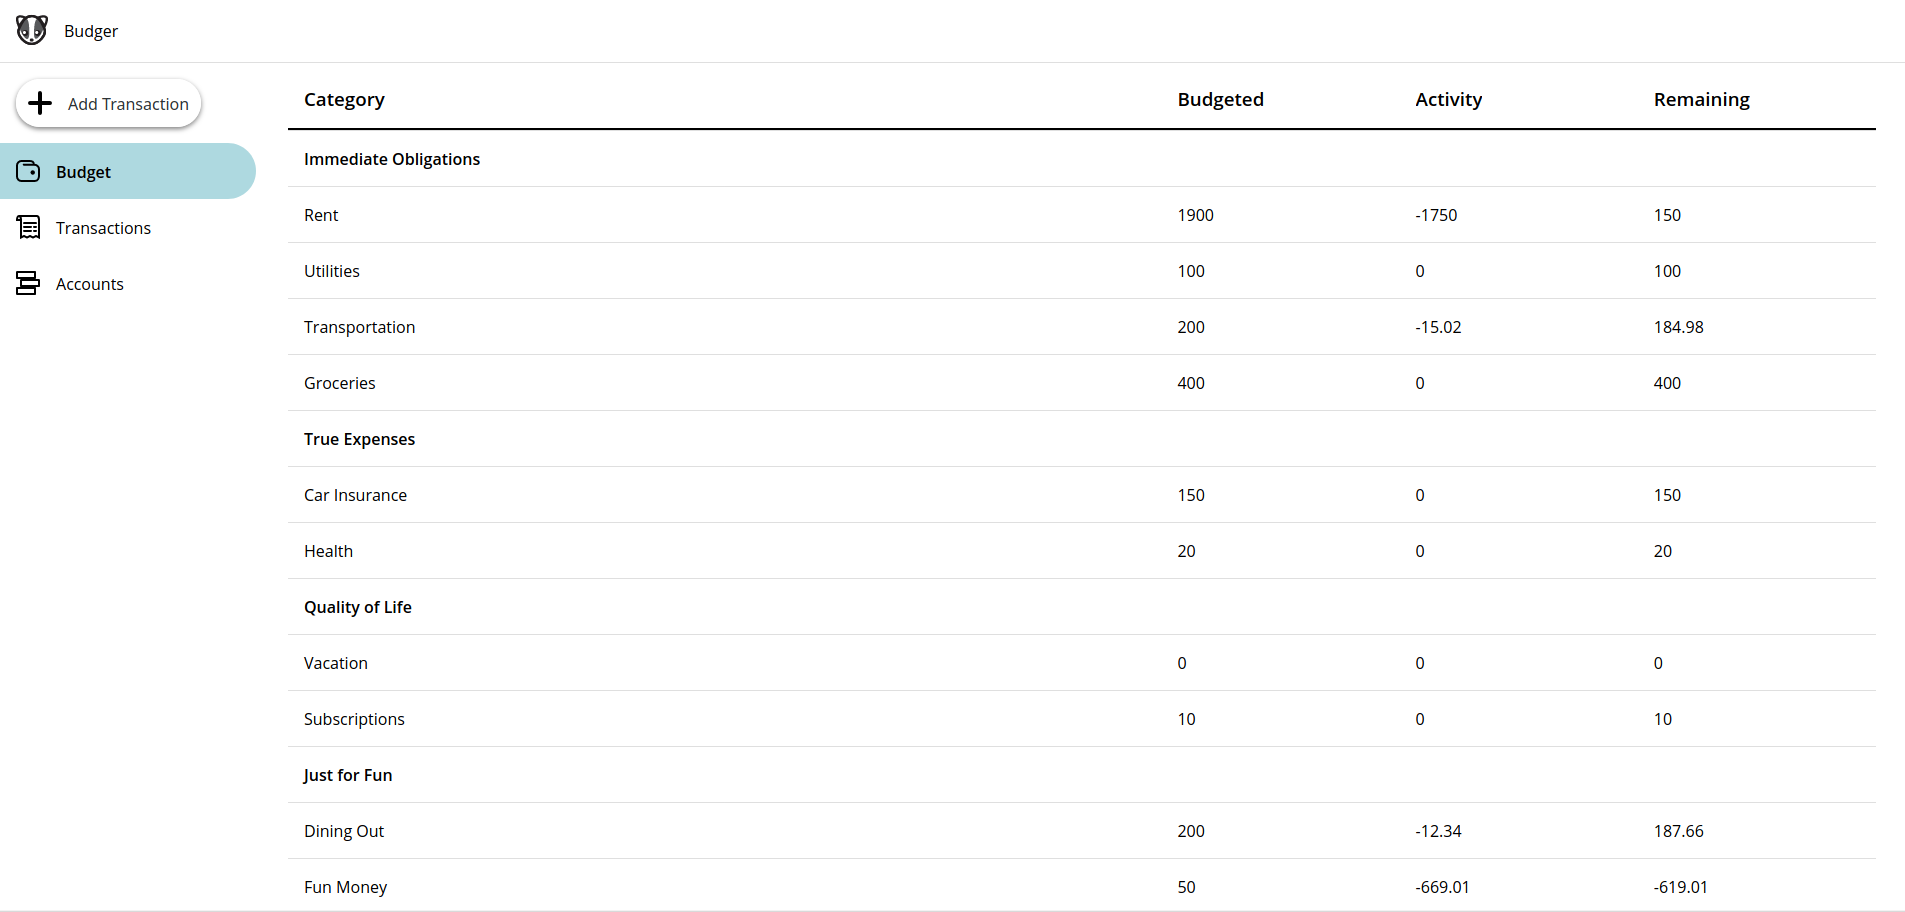 Budger
Add Transaction
Budget
Transactions
Accounts
Category Budgeted Activity Remaining
Immediate Obligations
Rent 1900 -1750 150
Utilities 100 0 100
Transportation 200 -15.02 184.98
Groceries 400 0 400
True Expenses
Car Insurance 150 0 150
Health 20 0 20
Quality of Life
Vacation 0 0 0
Subscriptions 10 0 10
Just for Fun
Dining Out 200 -12.34 187.66
Fun Money 50 -669.01 -619.01